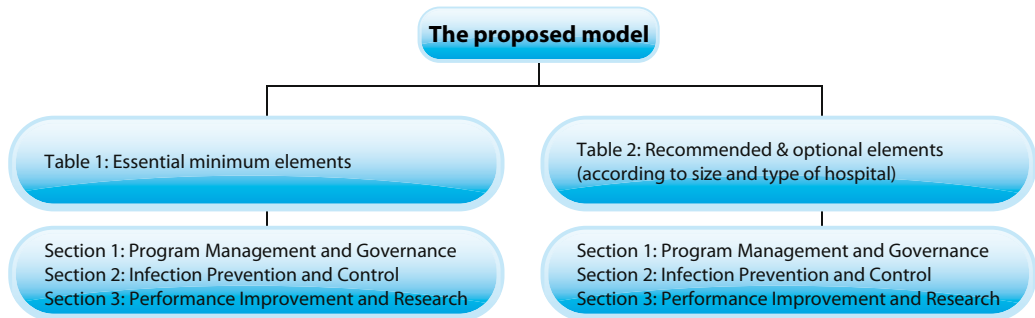 The proposed model
Table 1: Essential minimum elements
Table 2: Recommended & optional elements
(according to size and type of hospital)
Section 1: Program Management and Governance
Section 2: Infection Prevention and Control
Section 3: Performance Improvement and Research
Section 1: Program Management and Governance
Section 2: Infection Prevention and Control
Section 3: Performance Improvement and Research